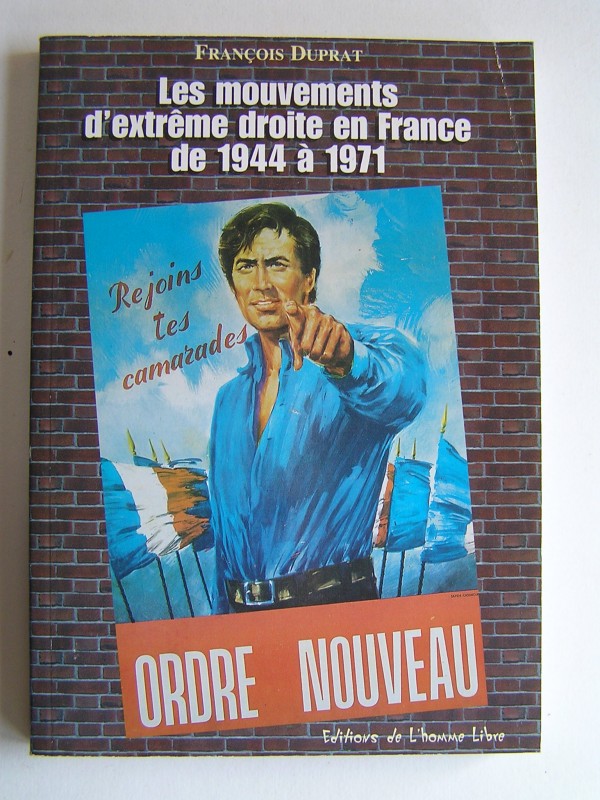 FRANÇOIS DUPRAT
Les mouvements
d'extrême droite en France
de 1944 à 1971
Rejoins
tes
camarades
ORDRE NOUVEAU
Editions de L'homme Libre